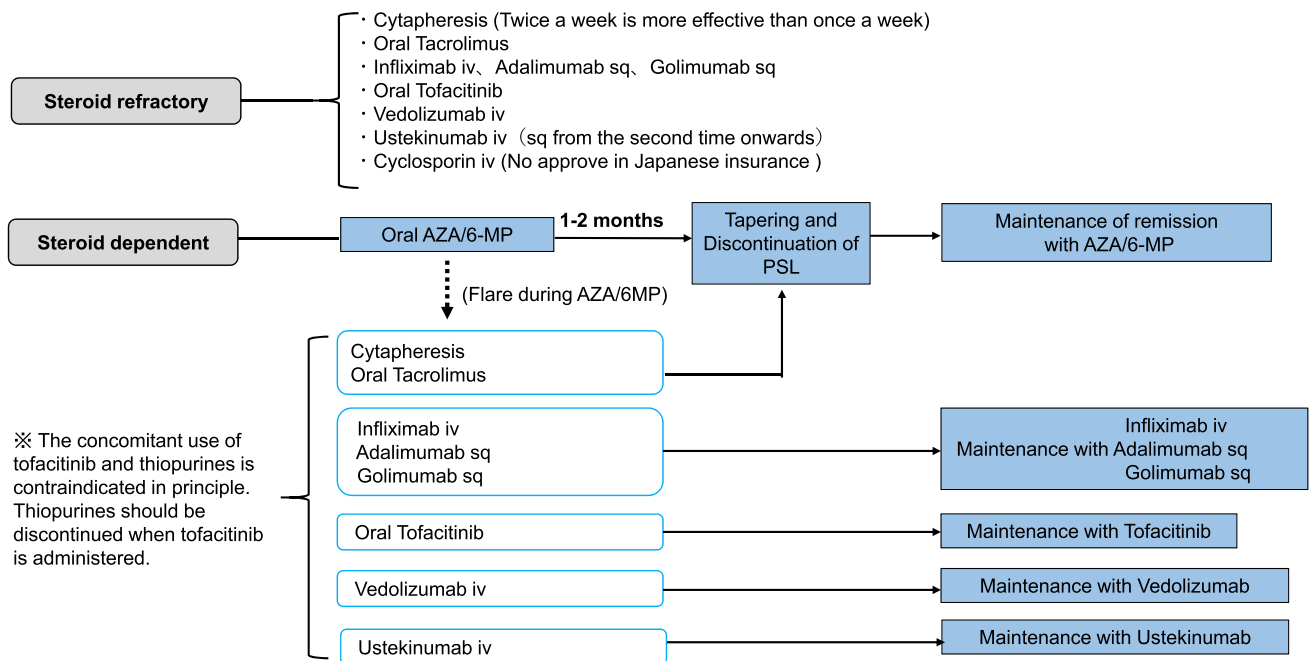 ・ Cytapheresis (Twice a week is more effective than once a week)
・ Oral Tacrolimus
・ Infliximab iv、Adalimumab sq、Golimumab sq
・ Oral Tofacitinib
・ Vedolizumab iv
・ Ustekinumab iv（sq from the second time onwards）
・ Cyclosporin iv (No approve in Japanese insurance )
Steroid refractory
Steroid dependent
Oral AZA/6-MP
1-2 months
Tapering and
Discontinuation of
PSL
Maintenance of remission
with AZA/6-MP
(Flare during AZA/6MP)
Cytapheresis
Oral Tacrolimus
※ The concomitant use of
tofacitinib and thiopurines is
contraindicated in principle.
Thiopurines should be
discontinued when tofacitinib
is administered.
Infliximab iv
Adalimumab sq
Golimumab sq
Infliximab iv
Maintenance with Adalimumab sq
Golimumab sq
Oral Tofacitinib
Maintenance with Tofacitinib
Vedolizumab iv
Maintenance with Vedolizumab
Ustekinumab iv
Maintenance with Ustekinumab